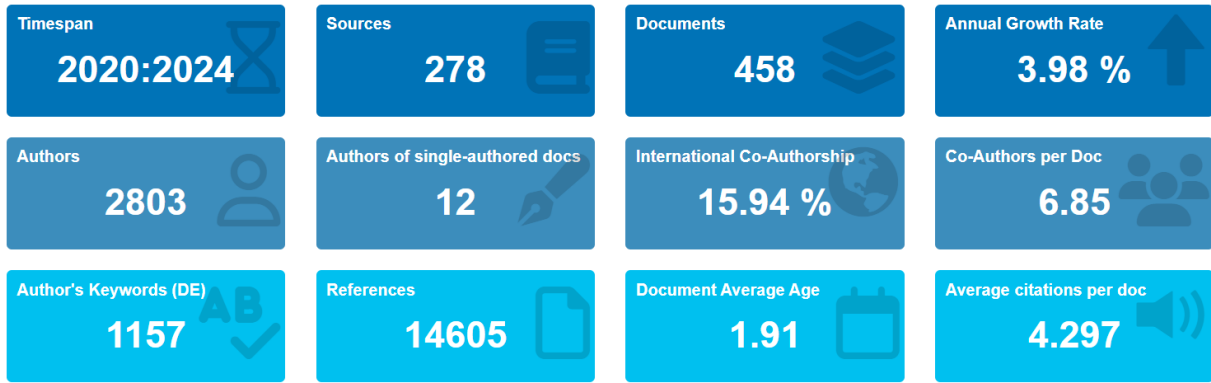 Timespan
2020:2024
Sources
278
Documents
458
Annual Growth Rate
3.98 %
Authors
2803
Authors of single-authored docs
12
International Co-Authorship
15.94 %
Co-Authors per Doc
6.85
Author's Keywords (DE)
AB
1157
References
14605
Document Average Age
1.91
Average citations per doc
4.297